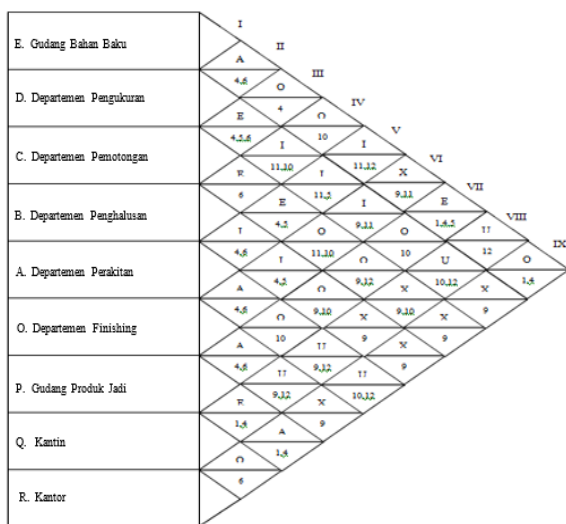 I
E. Gudang Bahan Baku
II
A
III
4,6 O
D. Departemen Pengukuran
IV
4
E O
V
4,5,6 10
I I
VI
C. Departemen Pemotongan
11,10 11,12
E I X
VII
6 11,5 9,11
E I E
VIII
B. Departemen Penghalusan
4,5 9,11 1,4,5
I I O U
IX
4,6 11,10 10 12
I O U O
A. Departemen Perakitan
4,5 9,12 10,12 1,4
A O X X
4,6 9,10 9,10 9
O. Departemen Finishing
O X X
10 9 9
A U U
4,6 9,12 9
U X
P. Gudang Produk Jadi
9,12 10,12
E X
1,4 9
A
Q. Kantin
1,4
O
6
R. Kantor